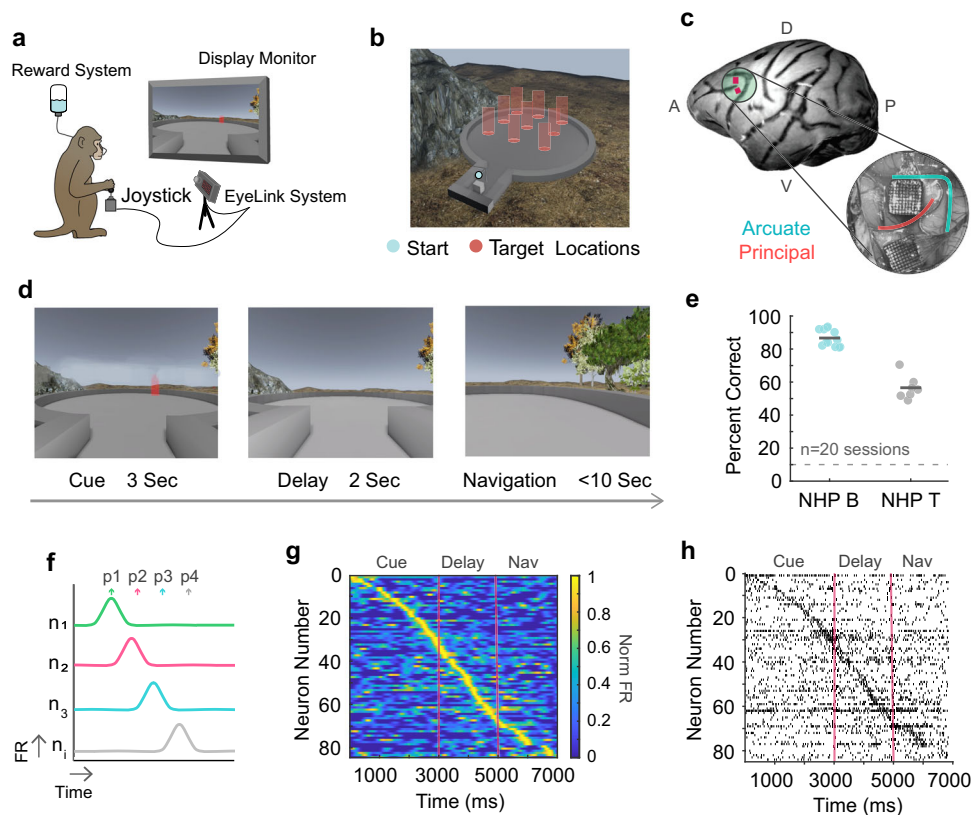 a
Reward System
Display Monitor
Joystick
EyeLink System
b
Start
Target Locations
c
D
A
P
V
Arcuate
Principal
d
Cue 3 Sec
Delay 2 Sec
Navigation <10 Sec
e
Percent Correct
100
80
60
40
20
0
n=20 sessions
NHP B
NHP T
f
p1 p2 p3 p4
n1
n2
n3
ni
FR
Time
g
Cue Delay Nav
Neuron Number
0
20
40
60
80
1000 3000 5000 7000
Time (ms)
1
0.8
0.6
0.4
0.2
0
Norm FR
h
Cue Delay Nav
Neuron Number
0
20
40
60
80
1000 3000 5000 7000
Time (ms)